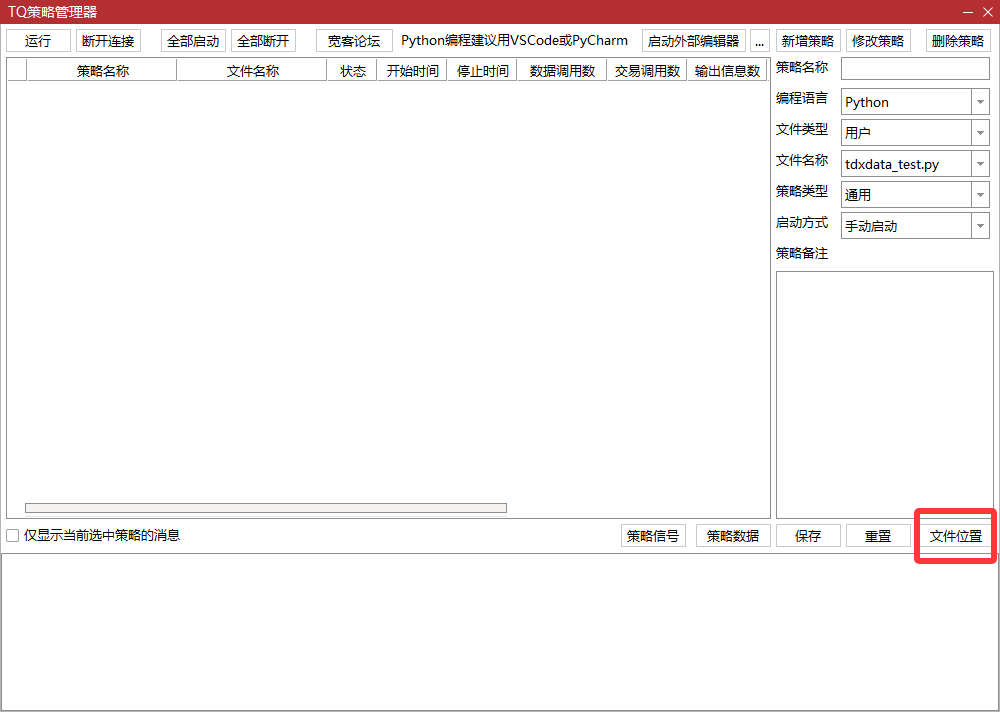 TQ策略管理器
运行 断开连接 全部启动 全部断开 宽客论坛 Python编程建议用VSCode或PyCharm 启动外部编辑器 ... 新增策略 修改策略 删除策略
策略名称 文件名称 状态 开始时间 停止时间 数据调用数 交易调用数 输出信息数
策略名称
编程语言 Python
文件类型 用户
文件名称 tdxdata_test.py
策略类型 通用
启动方式 手动启动
策略备注
仅显示当前选中策略的消息 策略信号 策略数据 保存 重置 文件位置